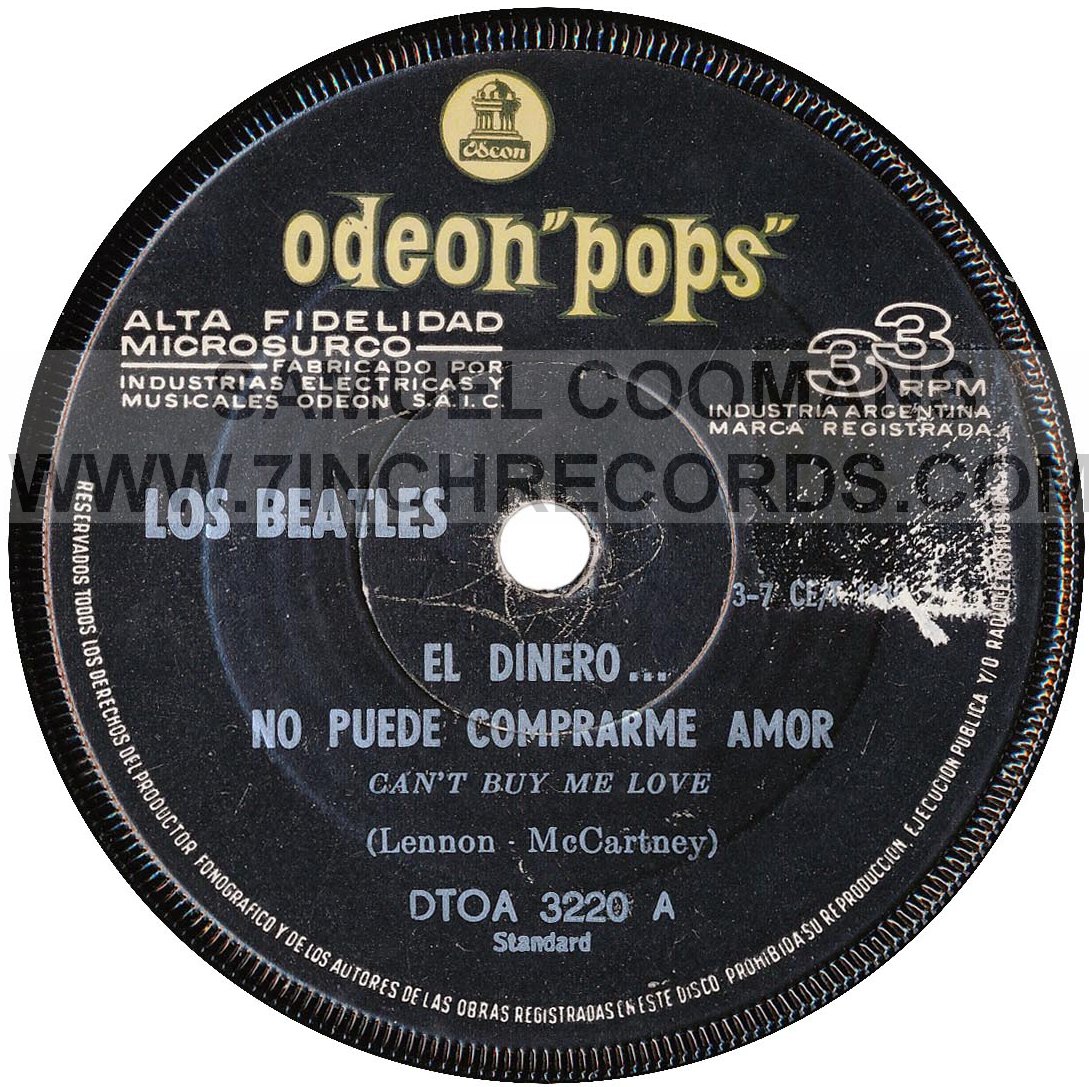 Odeon
odeon "pops"
ALTA FIDELIDAD
MICROSURCO
FABRICADO POR
INDUSTRIAS ELECTRICAS Y
MUSICALES ODEON S.A.I.C.
33
RPM
INDUSTRIA ARGENTINA
MARCA REGISTRADA
SAMUEL COOMANS
WWW.7INCHRECORDS.COM
LOS BEATLES
3-7
EL DINERO...
NO PUEDE COMPRARME AMOR
CAN'T BUY ME LOVE
(Lennon - McCartney)
DTOA 3220 A
Standard
RESERVADOS TODOS LOS DERECHOS DEL PRODUCTOR FONOGRAFICO Y DE LOS AUTORES DE LAS OBRAS REGISTRADAS EN ESTE DISCO PROHIBIDA SU REPRODUCCION, EJECUCION PUBLICA Y/O